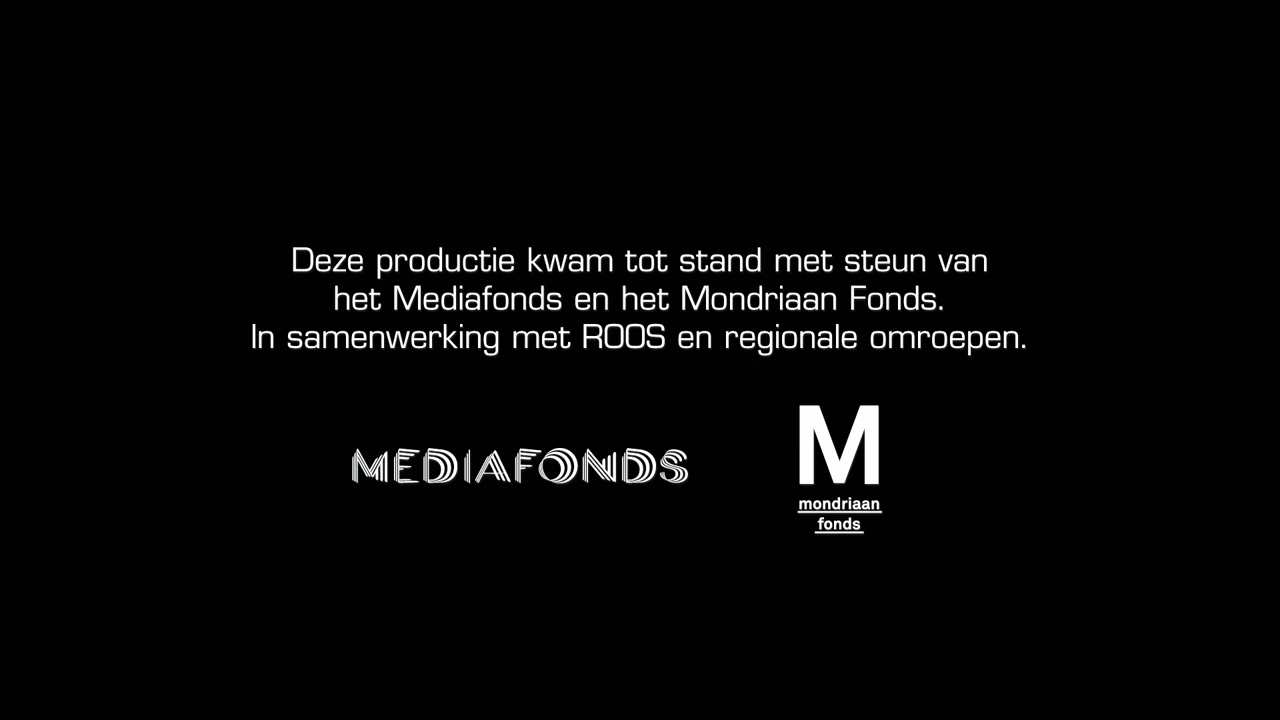 Deze productie kwam tot stand met steun van
het Mediafonds en het Mondriaan Fonds.
In samenwerking met ROOS en regionale omroepen.
MEDIAFONDS
M
mondriaan
fonds